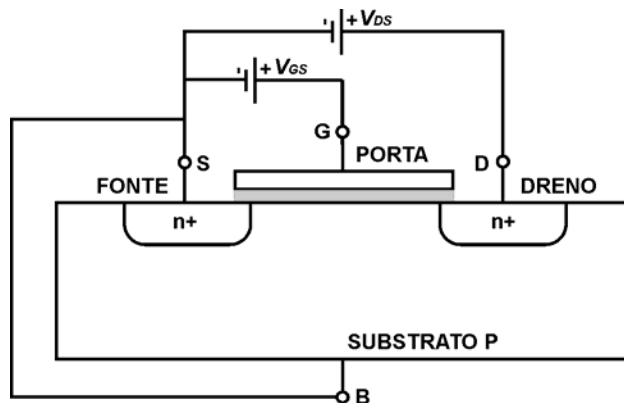 + VDS
+ VGS
G
PORTA
S
D
FONTE
DRENO
n+
n+
SUBSTRATO P
B